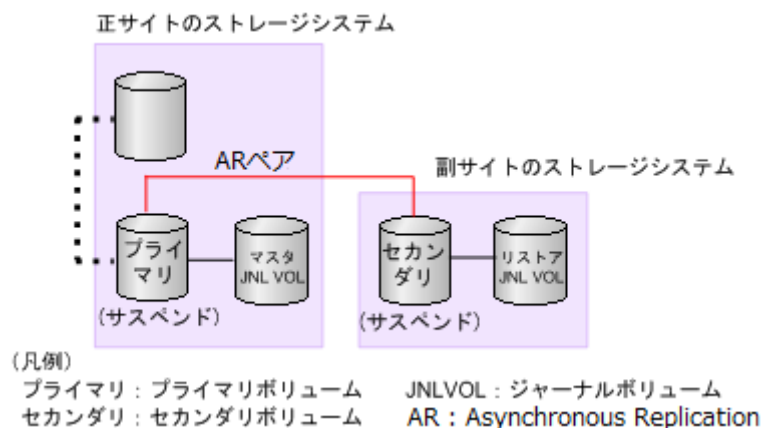 正サイトのストレージシステム
ARペア
副サイトのストレージシステム
プライ
マリ
マスタ
JNL VOL
セカン
ダリ
リストア
JNL VOL
(サスペンド)
(サスペンド)
(凡例)
プライマリ：プライマリボリューム JNLVOL：ジャーナルボリューム
セカンダリ：セカンダリボリューム AR：Asynchronous Replication